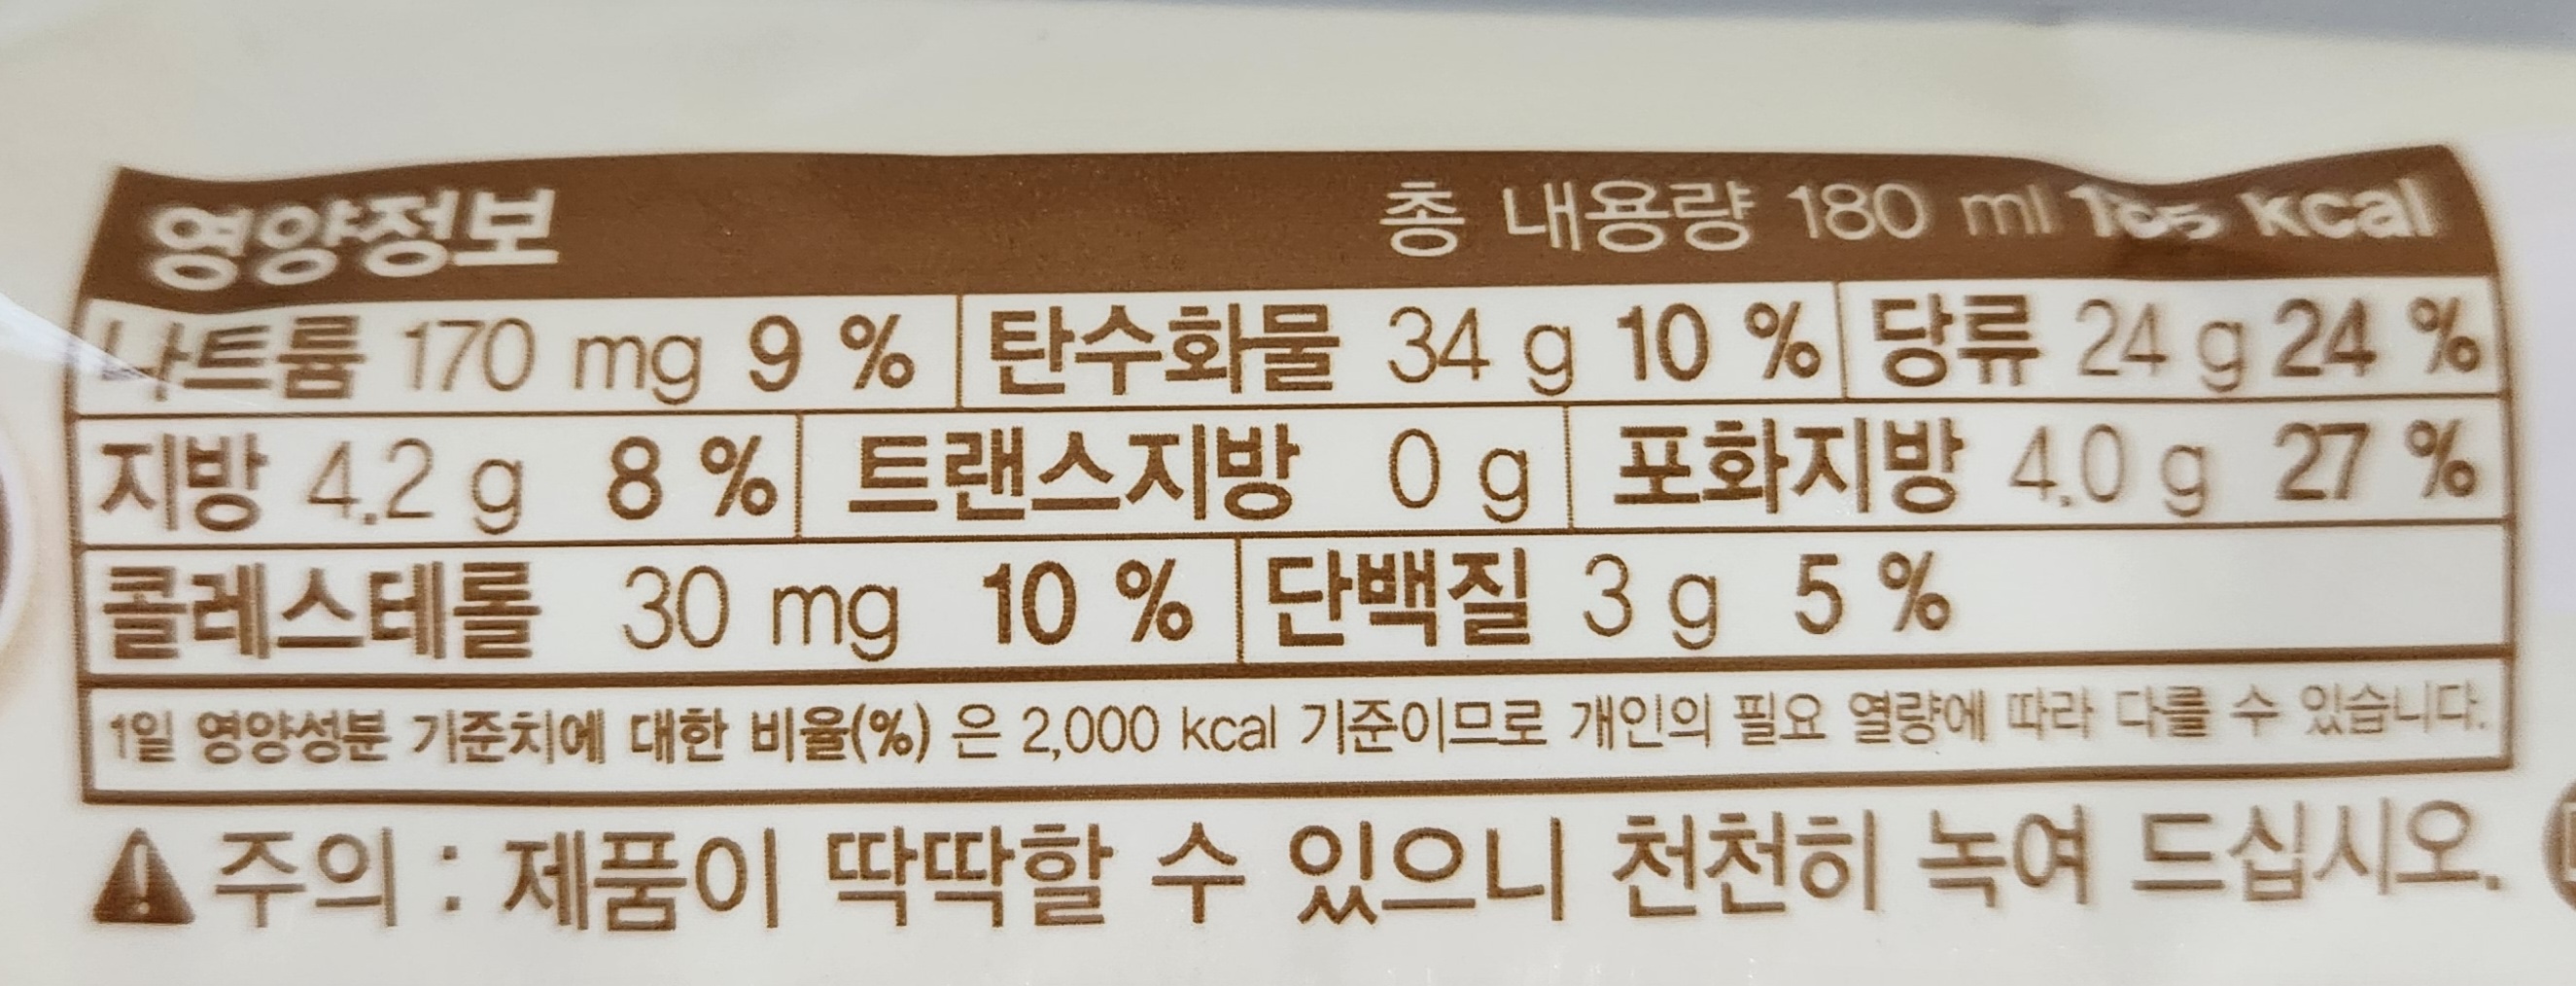 영양정보 총 내용량 180 ml kcal
나트륨 170 mg 9 % 탄수화물 34 g 10 % 당류 24 g 24 %
지방 4.2 g 8 % 트랜스지방 0 g 포화지방 4.0 g 27 %
콜레스테롤 30 mg 10 % 단백질 3 g 5 %
1일 영양성분 기준치에 대한 비율(%) 은 2,000 kcal 기준이므로 개인의 필요 열량에 따라 다를 수 있습니다.
주의 : 제품이 딱딱할 수 있으니 천천히 녹여 드십시오.